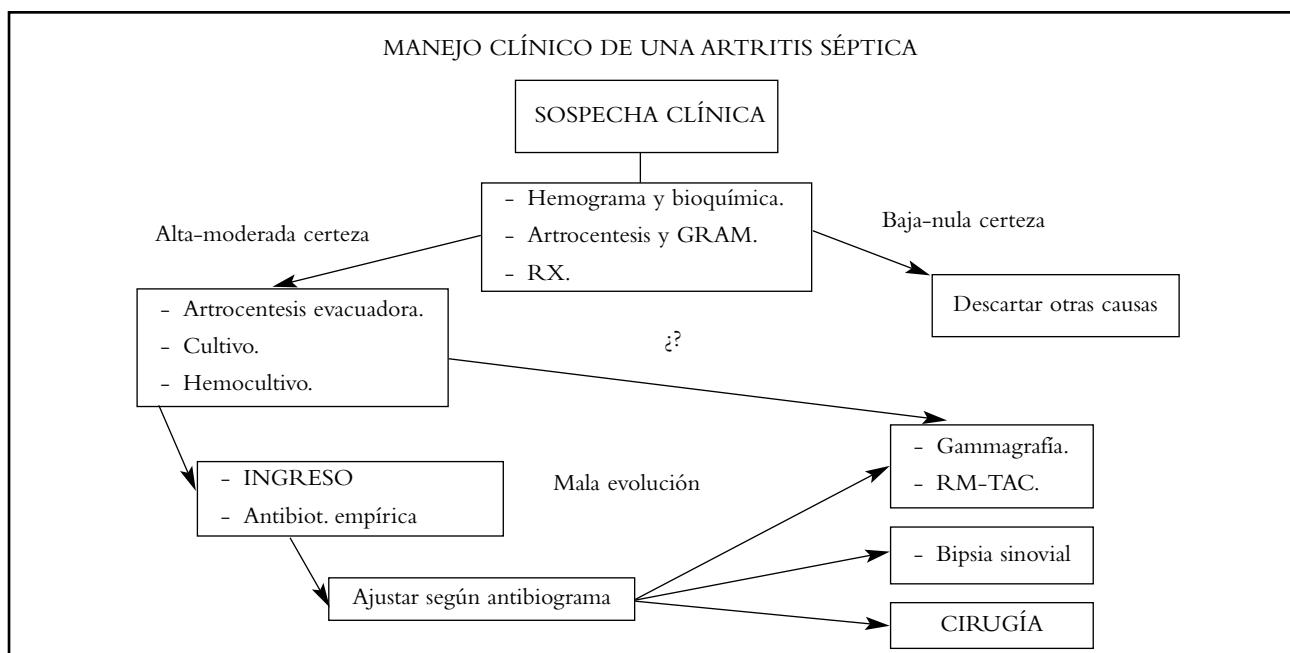 MANEJO CLÍNICO DE UNA ARTRITIS SÉPTICA
SOSPECHA CLÍNICA
- Hemograma y bioquímica.
- Artrocentesis y GRAM.
- RX.
Alta-moderada certeza
Baja-nula certeza
- Artrocentesis evacuadora.
- Cultivo.
- Hemocultivo.
Descartar otras causas
¿?
- Gammagrafía.
- RM-TAC.
- INGRESO
- Antibiot. empírica
Mala evolución
- Bipsia sinovial
Ajustar según antibiograma
CIRUGÍA